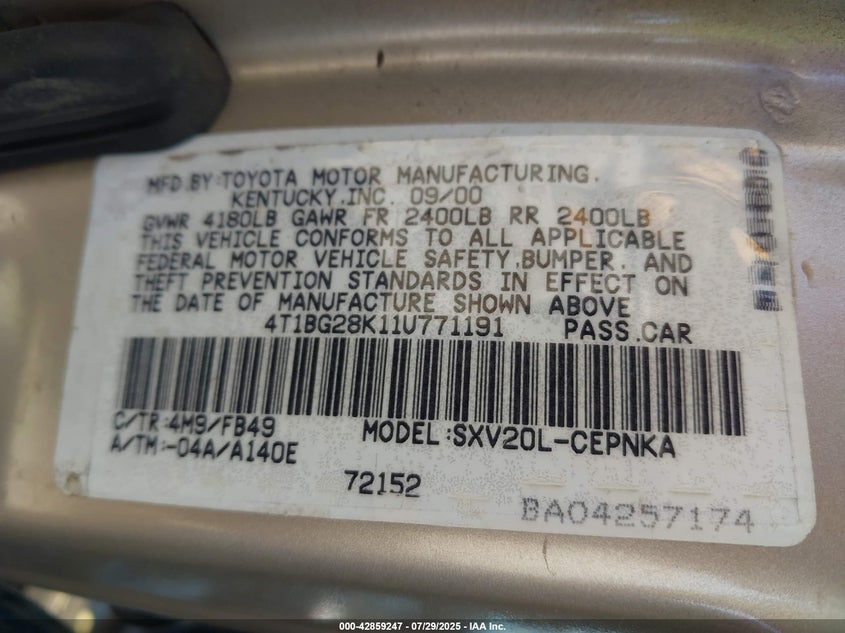 MFD.BY:TOYOTA MOTOR MANUFACTURING.
KENTUCKY.INC. 09/00
GVWR 4180LB GAWR FR 2400LB RR 2400LB
THIS VEHICLE CONFORMS TO ALL APPLICABLE
FEDERAL MOTOR VEHICLE SAFETY,BUMPER, AND
THEFT PREVENTION STANDARDS IN EFFECT ON
THE DATE OF MANUFACTURE SHOWN ABOVE
4T1BG28K11U771191 PASS.CAR
C/TR:4M9/FB49 MODEL:SXV20L-CEPNKA
A/TM:-04A/A140E
72152
BA04257174
000-42859247 / 07/29/2025 - IAA Inc.